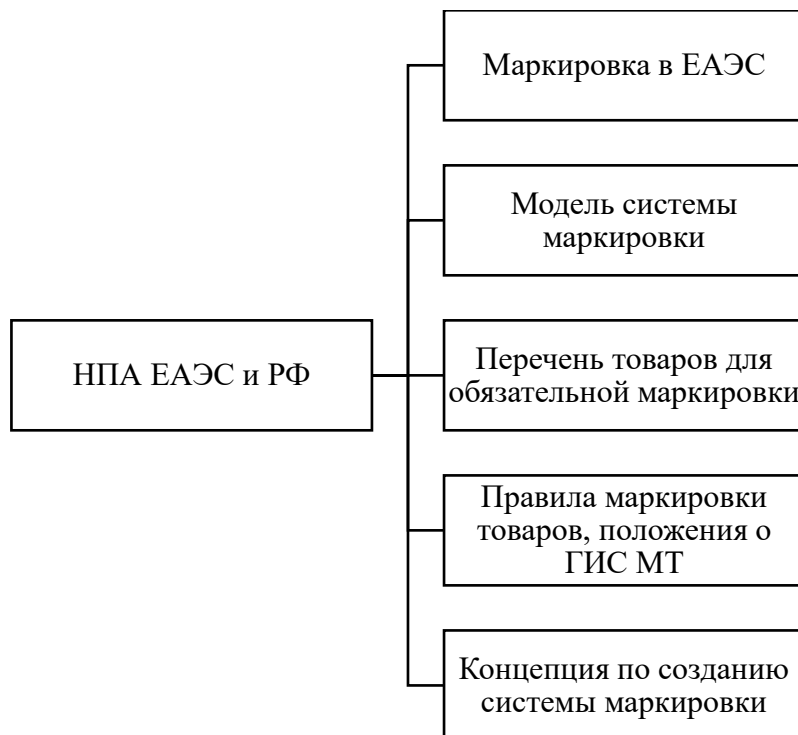 Маркировка в ЕАЭС
Модель системы
маркировки
НПА ЕАЭС и РФ
Перечень товаров для
обязательной маркировки
Правила маркировки
товаров, положения о
ГИС МТ
Концепция по созданию
системы маркировки